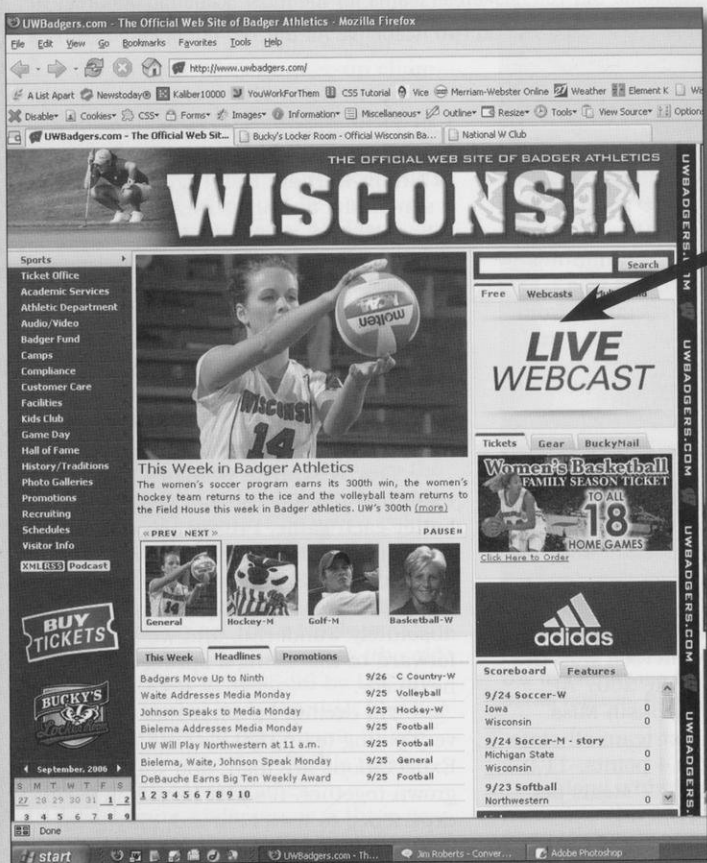 UWBadgers.com - The Official Web Site of Badger Athletics - Mozilla Firefox
File Edit View Go Bookmarks Favorites Tools Help
http://www.uwbadgers.com/
A List Apart Newstoday® Kaliber10000 YouWorkForThem CSS Tutorial Vice Merriam-Webster Online Weather Element K
Disable Cookies CSS Forms Images Information Miscellaneous Outline Resize Tools View Source Option
UWBadgers.com - The Official Web Sit... Bucky's Locker Room - Official Wisconsin Ba... National W Club
THE OFFICIAL WEB SITE OF BADGER ATHLETICS
WISCONSIN
Sports
Ticket Office
Academic Services
Athletic Department
Audio/Video
Badger Fund
Camps
Compliance
Customer Care
Facilities
Kids Club
Game Day
Hall of Fame
History/Traditions
Photo Galleries
Promotions
Recruiting
Schedules
Visitor Info
XML RSS Podcast
BUY
TICKETS
BUCKY'S
September, 2006
S M T W T F S
27 28 29 30 31 1 2
3 4 5 6 7 8 9
molten
WISCONSI
14
This Week in Badger Athletics
The women's soccer program earns its 300th win, the women's
hockey team returns to the ice and the volleyball team returns to
the Field House this week in Badger athletics. UW's 300th (more)
« PREV NEXT » PAUSE
General Hockey-M Golf-M Basketball-W
This Week Headlines Promotions
Badgers Move Up to Ninth 9/26 C Country-W
Waite Addresses Media Monday 9/25 Volleyball
Johnson Speaks to Media Monday 9/25 Hockey-W
Bielema Addresses Media Monday 9/25 Football
UW Will Play Northwestern at 11 a.m. 9/25 Football
Bielema, Waite, Johnson Speak Monday 9/25 General
DeBauche Earns Big Ten Weekly Award 9/25 Football
1 2 3 4 5 6 7 8 9 10
Search
Free Webcasts
LIVE
WEBCAST
Tickets Gear BuckyMail
Women's Basketball
FAMILY SEASON TICKET
TO ALL
18
HOME GAMES
Click Here to Order
adidas
Scoreboard Features
9/24 Soccer-W
Iowa 0
Wisconsin 0
9/24 Soccer-M - story
Michigan State 0
Wisconsin 0
9/23 Softball
Northwestern 0
UWBADGERS.COM
UWBADGERS.COM
UWBADGERS.COM
UWBADGERS.
Done
start UWBadgers.com - Th... Jim Roberts - Conver... Adobe Photoshop